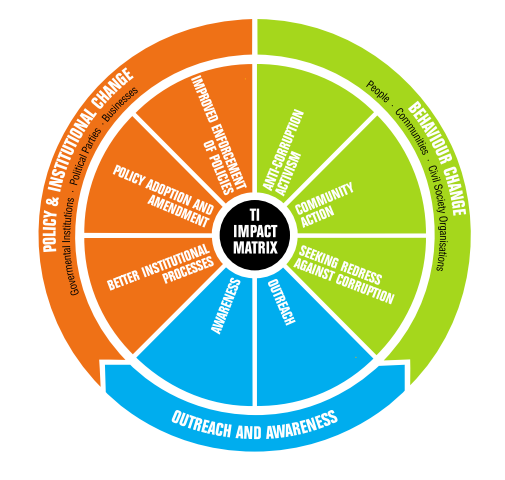 POLICY & INSTITUTIONAL CHANGE
Govermental Institutions · Political Parties · Businesses
BEHAVIOUR CHANGE
People · Communities · Civil Society Organisations
IMPROVED ENFORCEMENT
OF POLICIES
POLICY ADOPTION AND
AMENDMENT
BETTER INSTITUTIONAL
PROCESSES
ANTI-CORRUPTION
ACTIVISM
COMMUNITY
ACTION
SEEKING REDRESS
AGAINST CORRUPTION
TI
IMPACT
MATRIX
AWARENESS
OUTREACH
OUTREACH AND AWARENESS